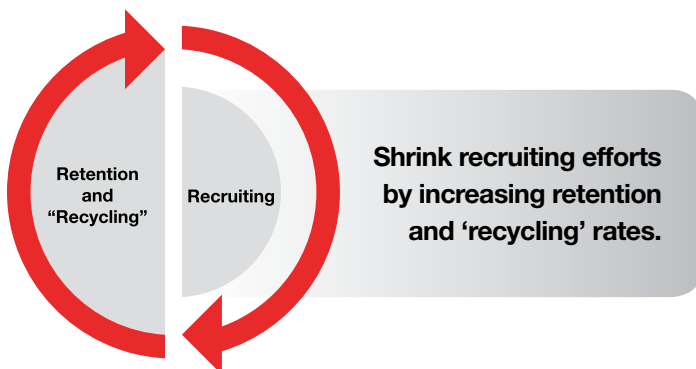 Retention
and
“Recycling”
Recruiting
Shrink recruiting efforts
by increasing retention
and ‘recycling’ rates.